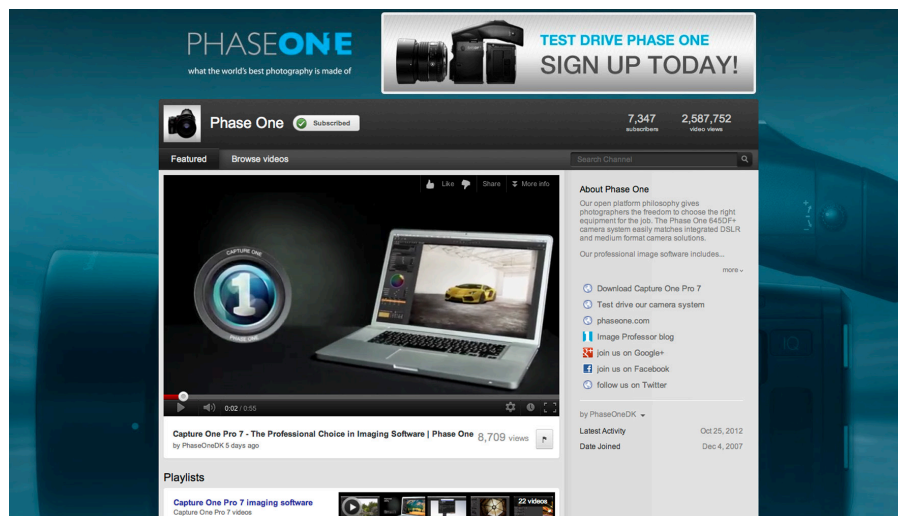 PHASEONE
what the world's best photography is made of
TEST DRIVE PHASE ONE
SIGN UP TODAY!
Phase One
Subscribed
7,347
subscribers
2,587,752
video views
Featured
Browse videos
Search Channel
Like
Share
More info
CAPTURE ONE
1
PHASE ONE
0:02 / 0:55
Capture One Pro 7 - The Professional Choice in Imaging Software | Phase One
by PhaseOneDK 5 days ago
8,709 views
Playlists
Capture One Pro 7 imaging software
Capture One Pro 7 videos
22 videos
About Phase One
Our open platform philosophy gives
photographers the freedom to choose the right
equipment for the job. The Phase One 645DF+
camera system easily matches integrated DSLR
and medium format camera solutions.
Our professional image software includes...
more
Download Capture One Pro 7
Test drive our camera system
phaseone.com
Image Professor blog
join us on Google+
join us on Facebook
follow us on Twitter
by PhaseOneDK
Latest Activity
Oct 25, 2012
Date Joined
Dec 4, 2007
IQ